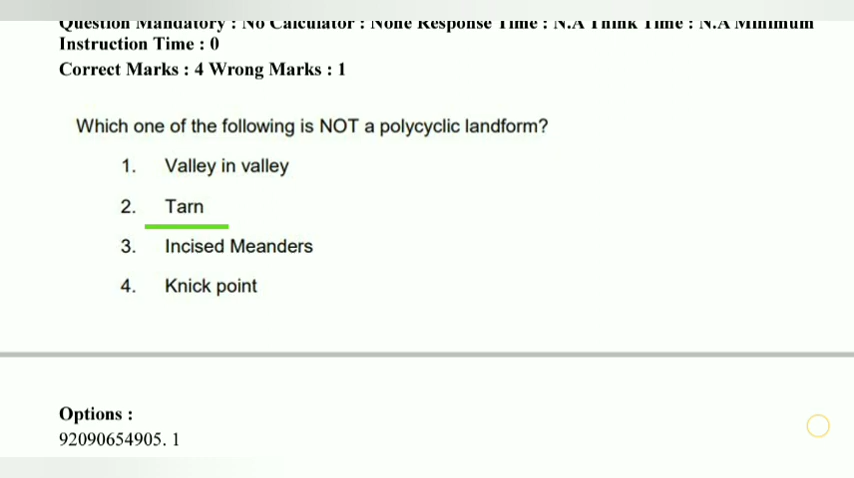 Question Mandatory : No Calculator : None Response Time : N.A Think Time : N.A Minimum
Instruction Time : 0
Correct Marks : 4 Wrong Marks : 1
Which one of the following is NOT a polycyclic landform?
1. Valley in valley
2. Tarn
3. Incised Meanders
4. Knick point
Options :
92090654905. 1